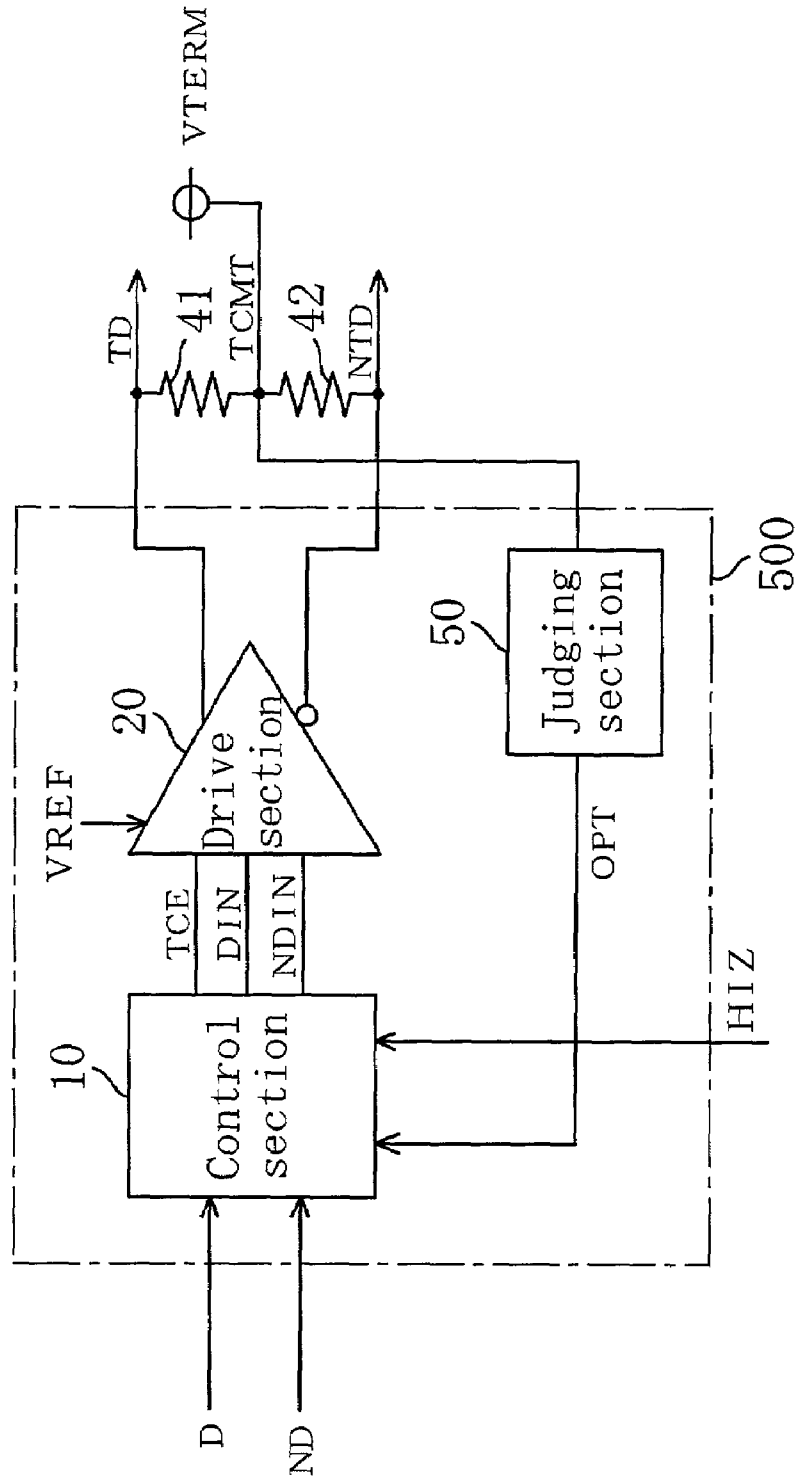 VTERM
TD
41
TCMT
42
NTD
VREF
20
Drive
section
TCE
DIN
NDIN
10
Control
section
50
Judging
section
OPT
HIZ
500
D
ND